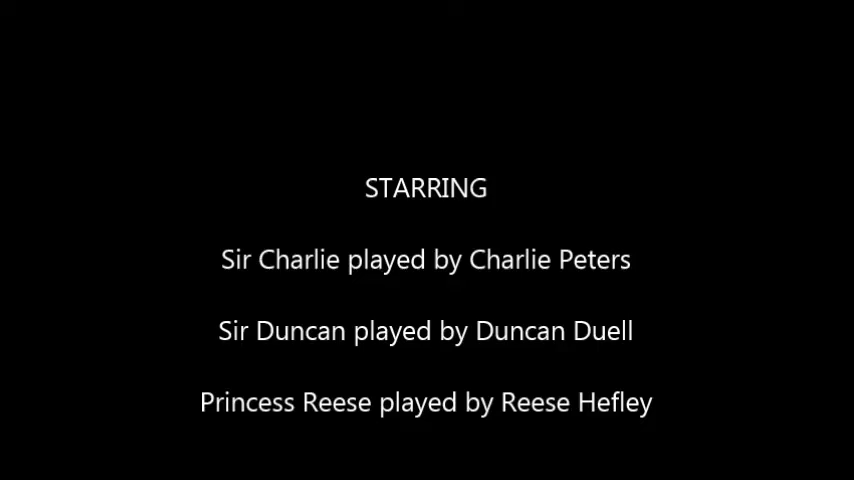 STARRING
Sir Charlie played by Charlie Peters
Sir Duncan played by Duncan Duell
Princess Reese played by Reese Hefley